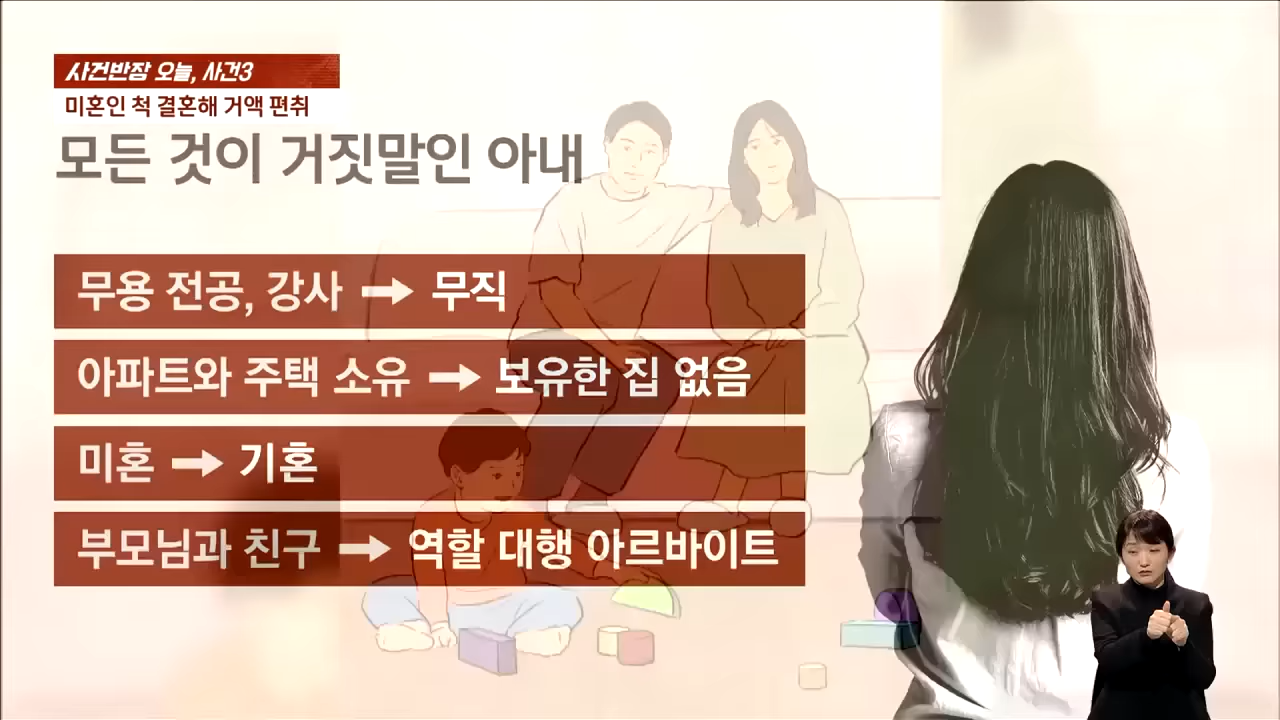 사건반장 오늘, 사건3
미혼인 척 결혼해 거액 편취
모든 것이 거짓말인 아내
무용 전공, 강사 → 무직
아파트와 주택 소유 → 보유한 집 없음
미혼 → 기혼
부모님과 친구 → 역할 대행 아르바이트